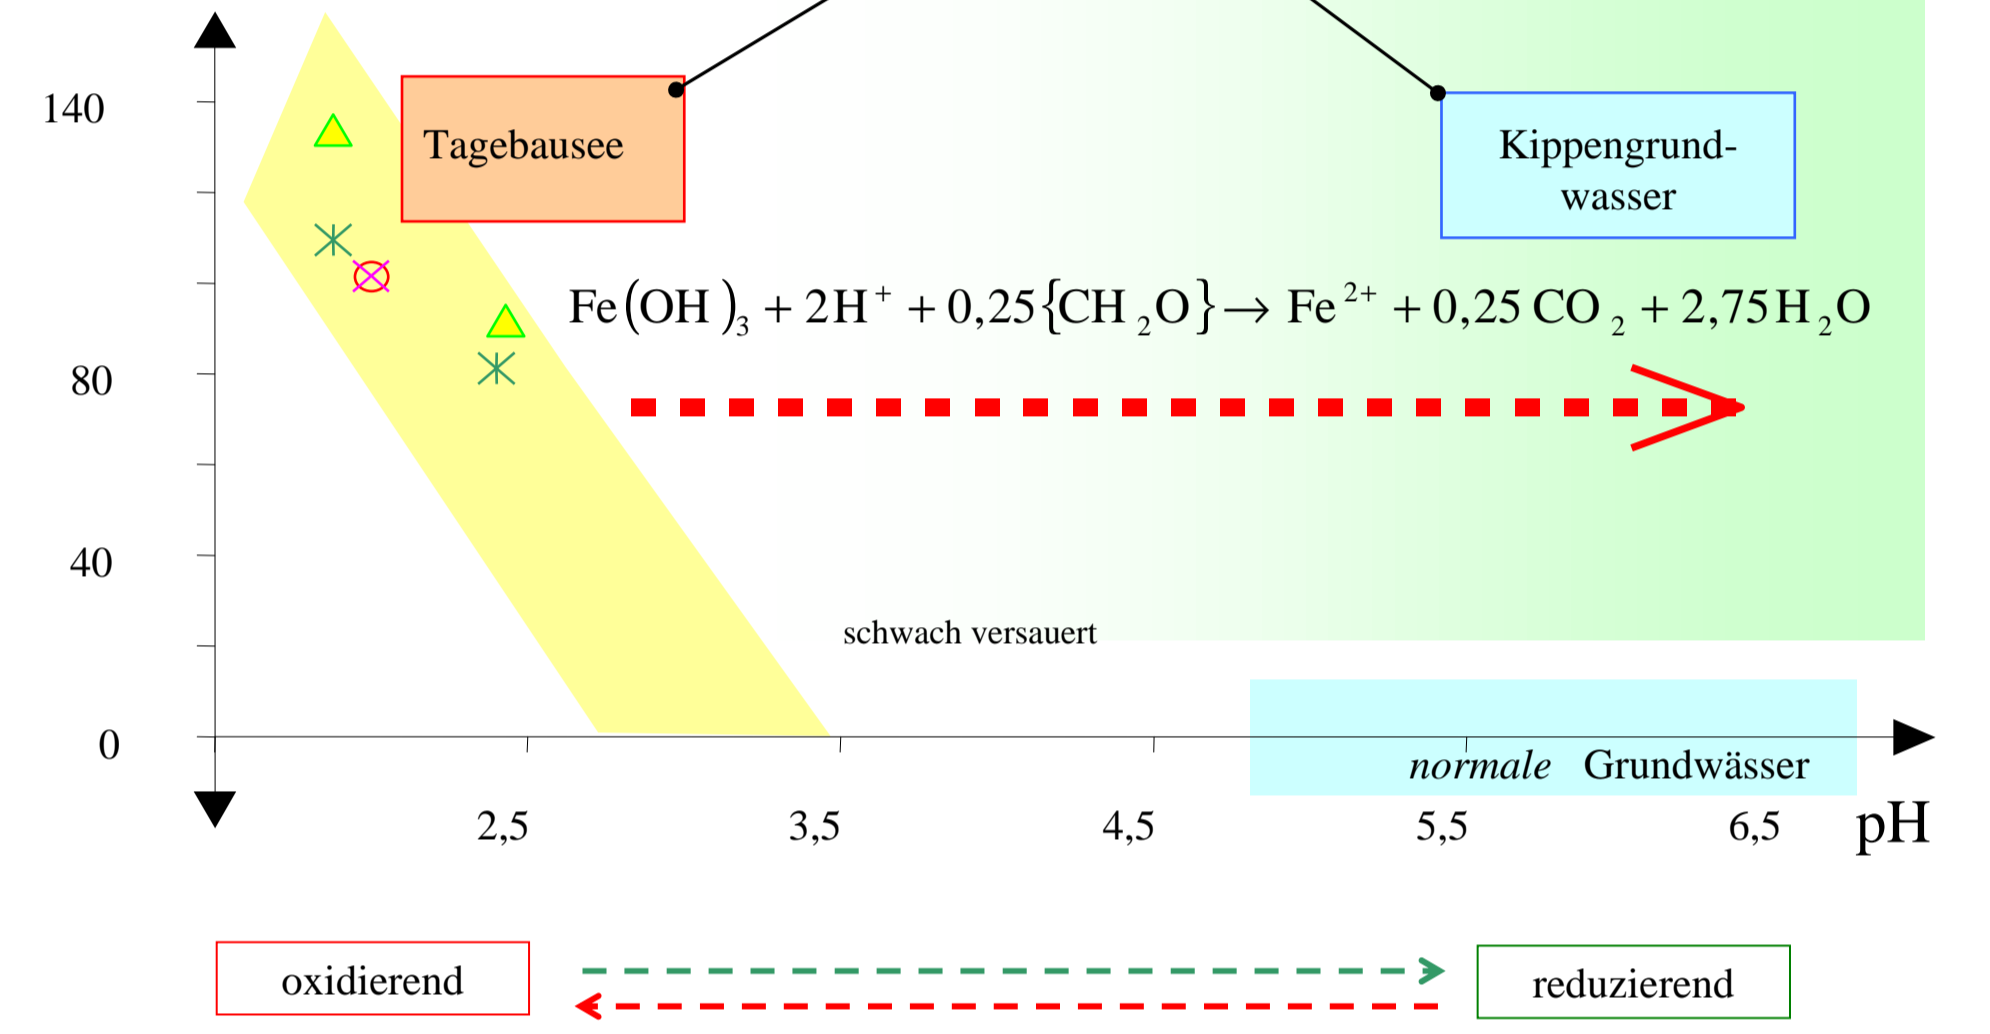 140
Tagebausee
Kippengrund-
wasser
Fe(OH)₃ + 2H⁺ + 0,25{CH₂O} → Fe²⁺ + 0,25 CO₂ + 2,75 H₂O
80
40
schwach versauert
0
normale Grundwässer
2,5 3,5 4,5 5,5 6,5 pH
oxidierend
reduzierend